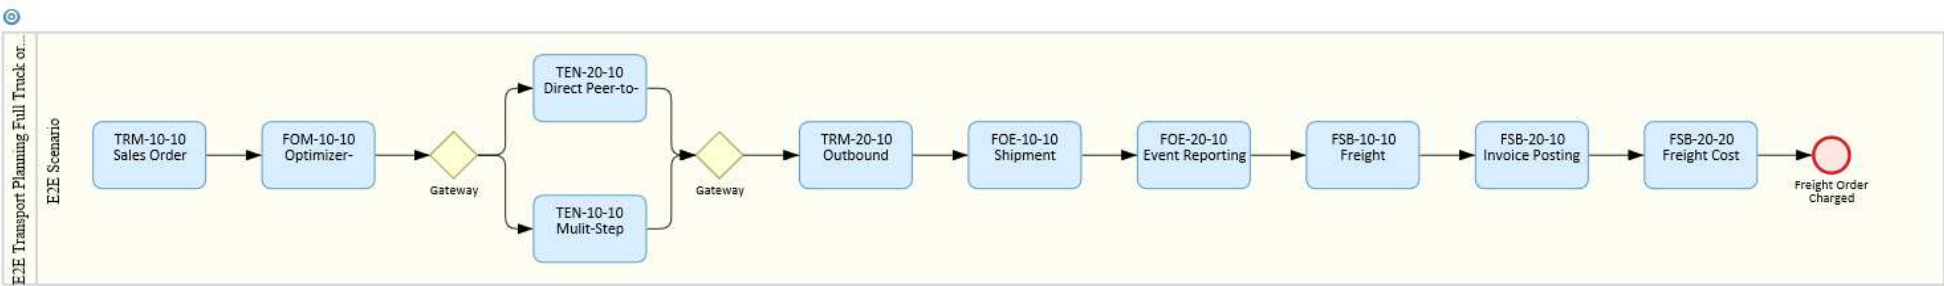 E2E Transport Planning Full Truck or...
E2E Scenario
TRM-10-10
Sales Order
FOM-10-10
Optimizer-
Gateway
TEN-20-10
Direct Peer-to-
TEN-10-10
Mulit-Step
Gateway
TRM-20-10
Outbound
FOE-10-10
Shipment
FOE-20-10
Event Reporting
FSB-10-10
Freight
FSB-20-10
Invoice Posting
FSB-20-20
Freight Cost
Freight Order
Charged